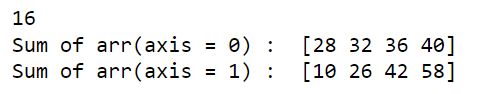 16
Sum of arr(axis = 0) :  [28 32 36 40]
Sum of arr(axis = 1) :  [10 26 42 58]